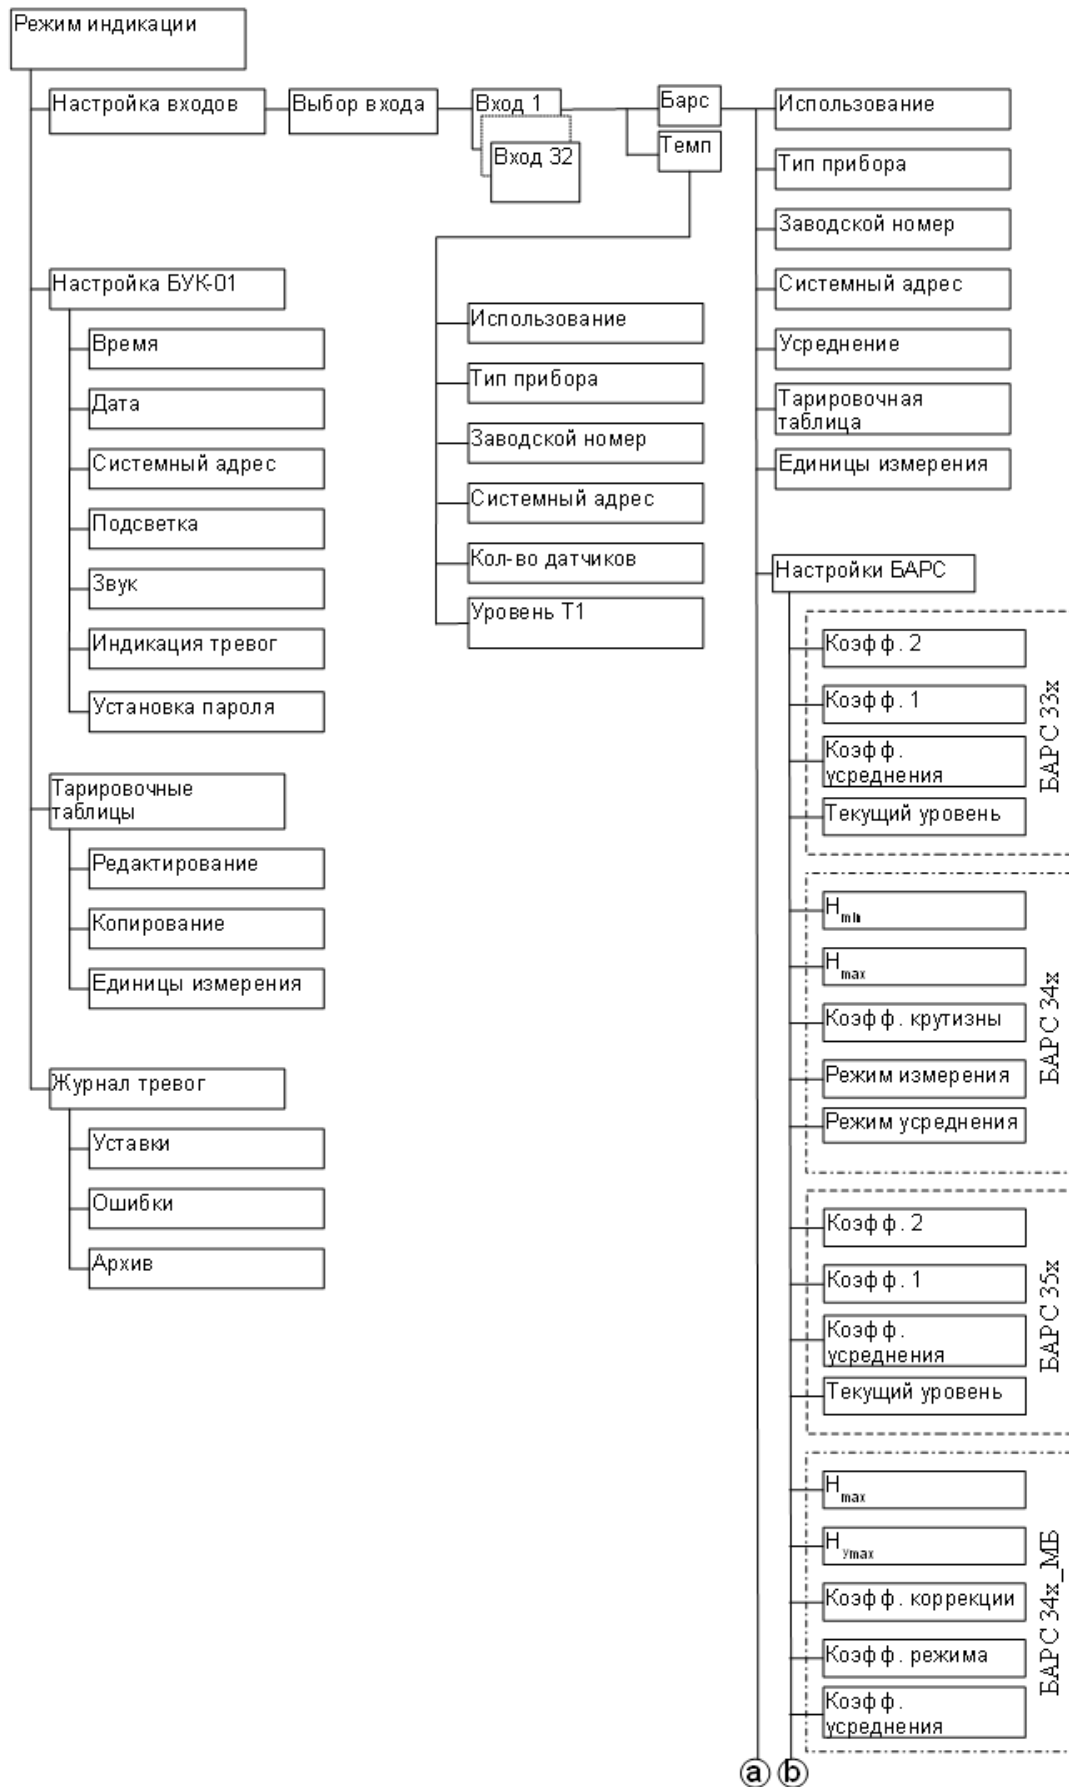 Режим индикации
Настройка входов
Выбор входа
Вход 1
Вход 32
Барс
Темп
Использование
Тип прибора
Заводской номер
Системный адрес
Усреднение
Тарировочная
таблица
Единицы измерения
Использование
Тип прибора
Заводской номер
Системный адрес
Кол-во датчиков
Уровень Т1
Настройка БУК-01
Время
Дата
Системный адрес
Подсветка
Звук
Индикация тревог
Установка пароля
Тарировочные
таблицы
Редактирование
Копирование
Единицы измерения
Журнал тревог
Уставки
Ошибки
Архив
Настройки БАРС
Коэфф. 2
Коэфф. 1
Коэфф.
усреднения
Текущий уровень
БАРС 33х
H min
H max
Коэфф. крутизны
Режим измерения
Режим усреднения
БАРС 34х
Коэфф. 2
Коэфф. 1
Коэфф.
усреднения
Текущий уровень
БАРС 35х
H max
H Уmax
Коэфф. коррекции
Коэфф. режима
Коэфф.
усреднения
БАРС 34х_МБ
a b